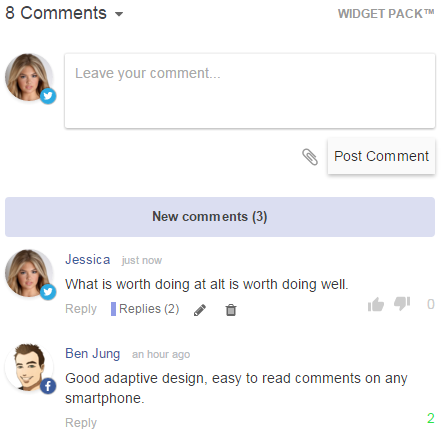 8 Comments
WIDGET PACK™
Leave your comment...
Post Comment
New comments (3)
Jessica just now
What is worth doing at alt is worth doing well.
Reply Replies (2) 0
Ben Jung an hour ago
Good adaptive design, easy to read comments on any
smartphone.
Reply 2